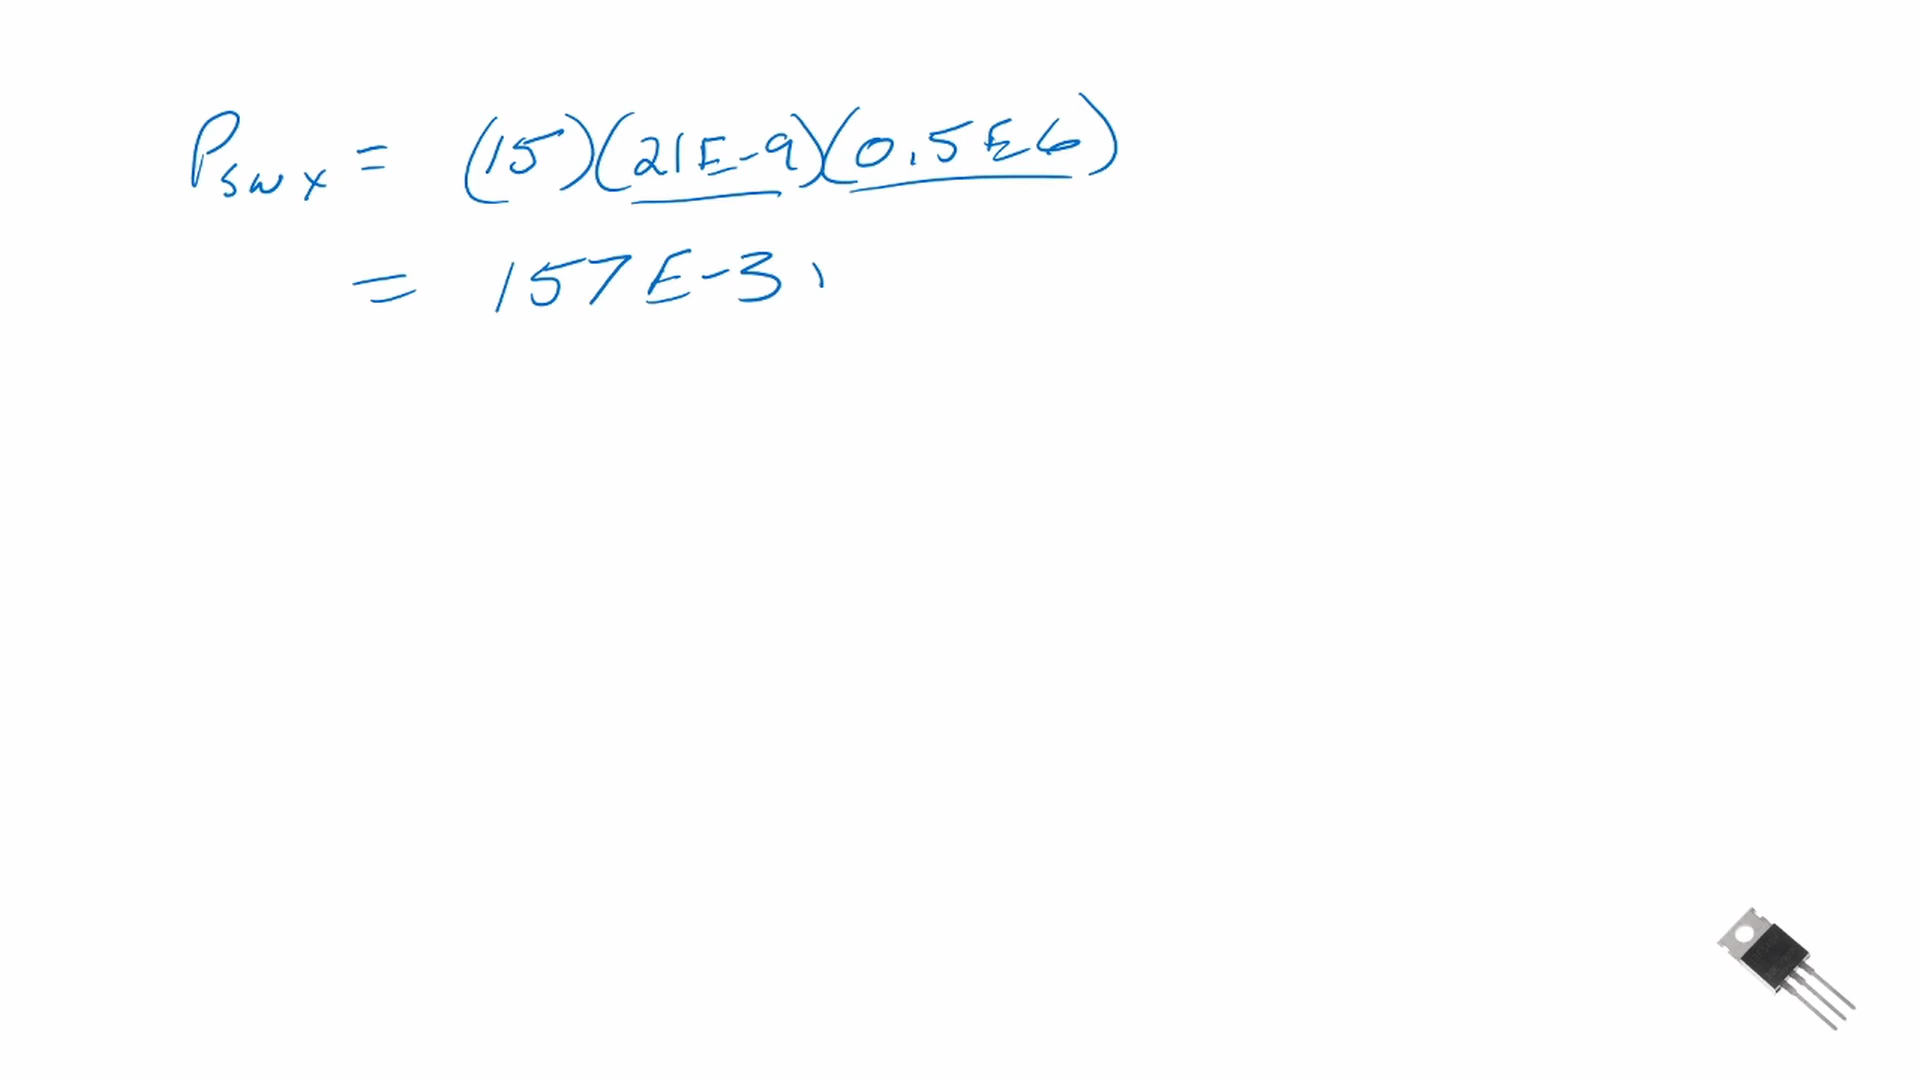 Pswx = (15)(21E-9)(0.5E6)
= 157E-3